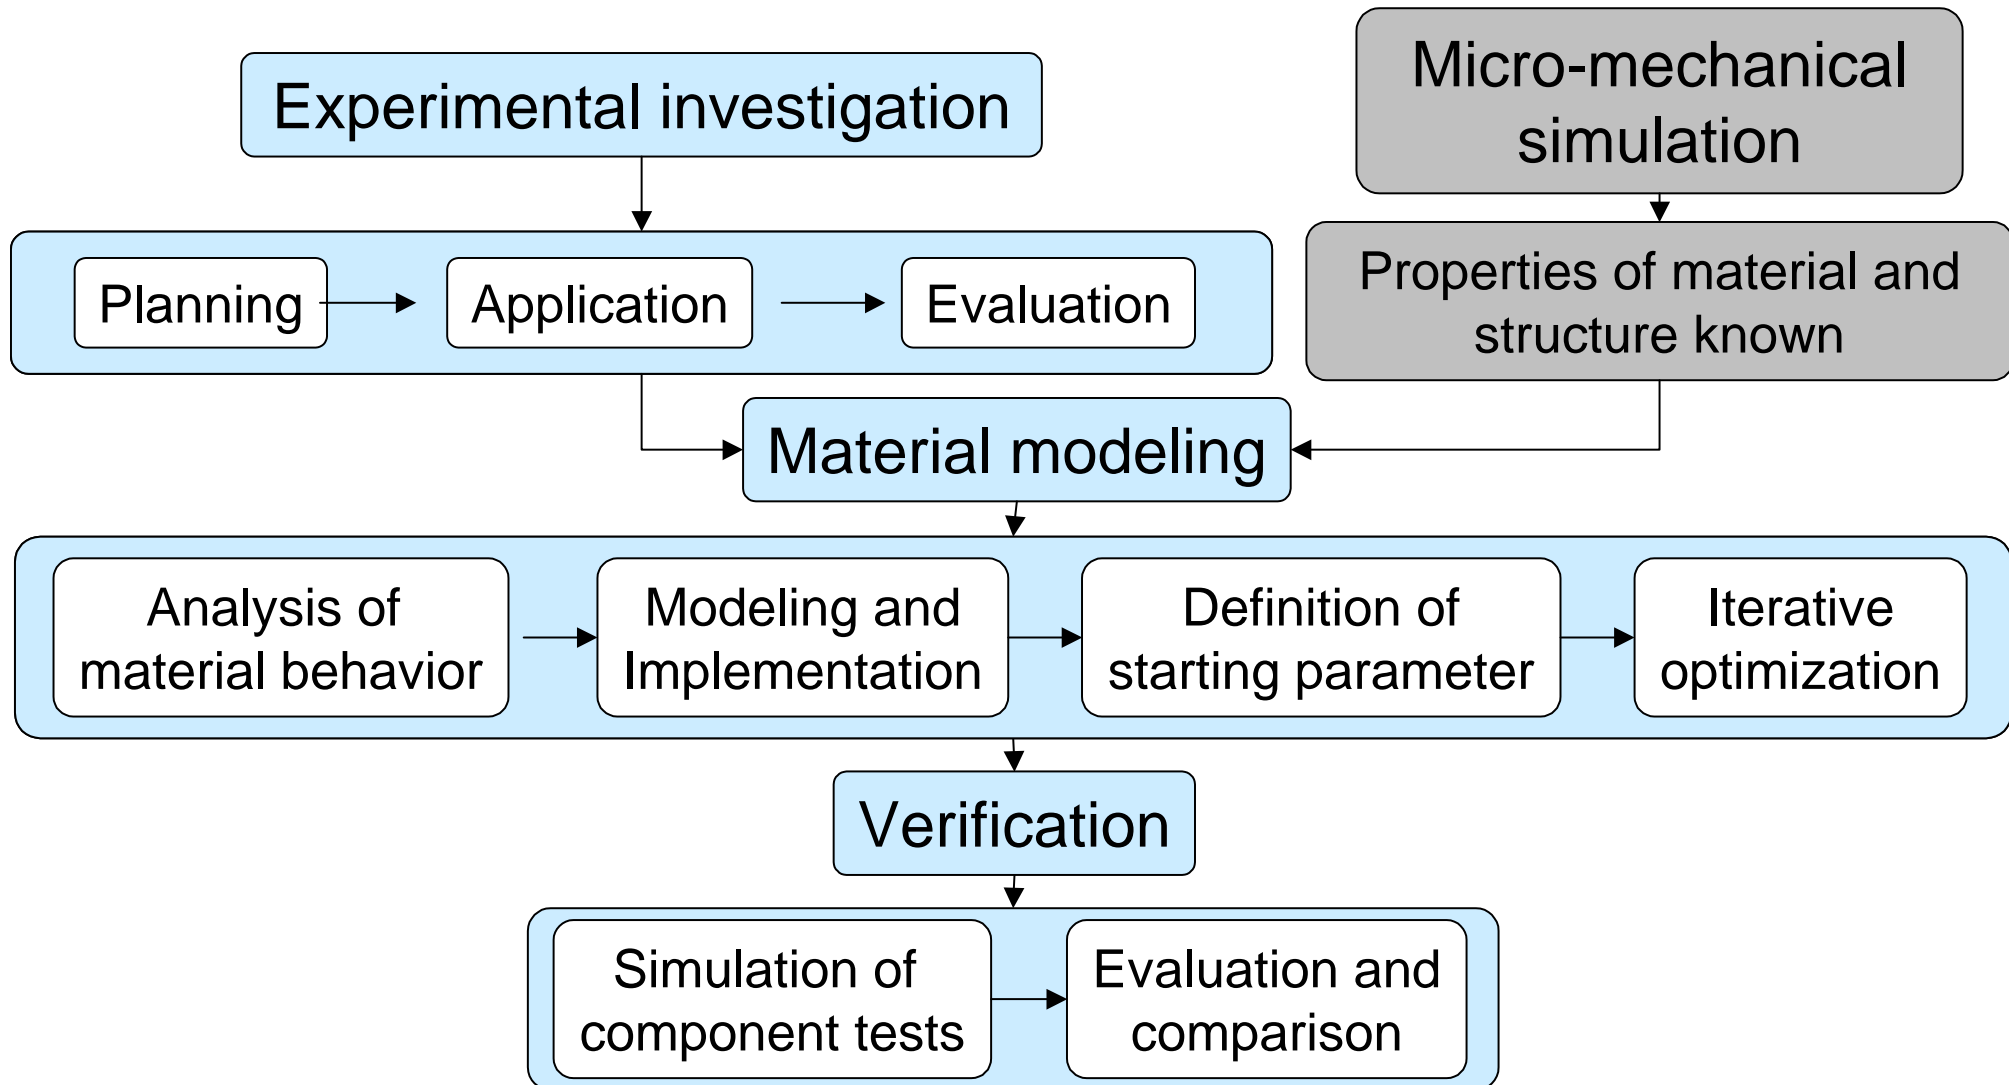 Experimental investigation
Micro-mechanical
simulation
Planning
Application
Evaluation
Properties of material and
structure known
Material modeling
Analysis of
material behavior
Modeling and
Implementation
Definition of
starting parameter
Iterative
optimization
Verification
Simulation of
component tests
Evaluation and
comparison